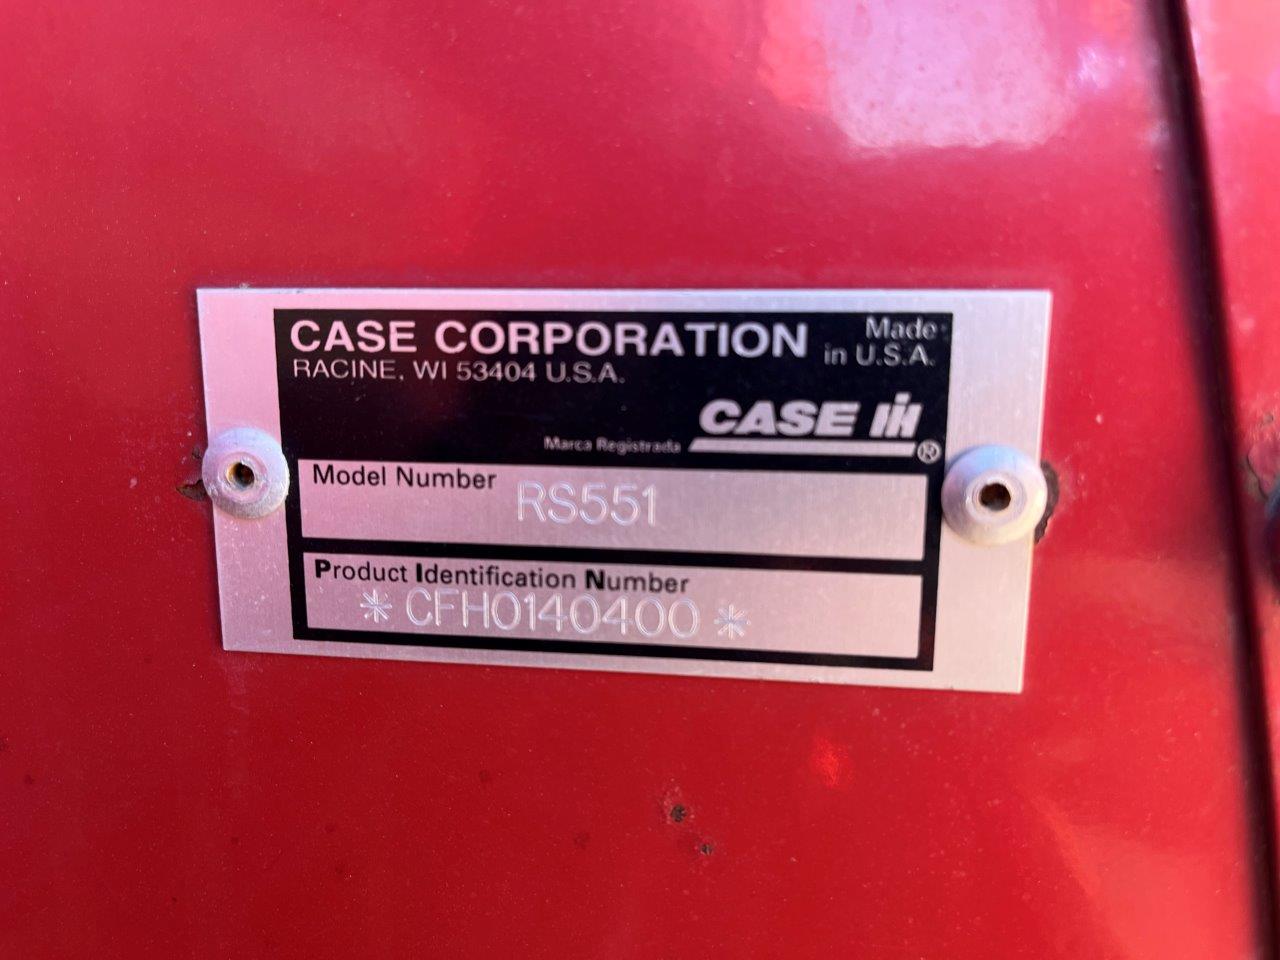 CASE CORPORATION
RACINE, WI 53404 U.S.A.
Made
in U.S.A.
CASE IH
Marca Registrada ®
Model Number RS551
Product Identification Number
* CFH0140400 *